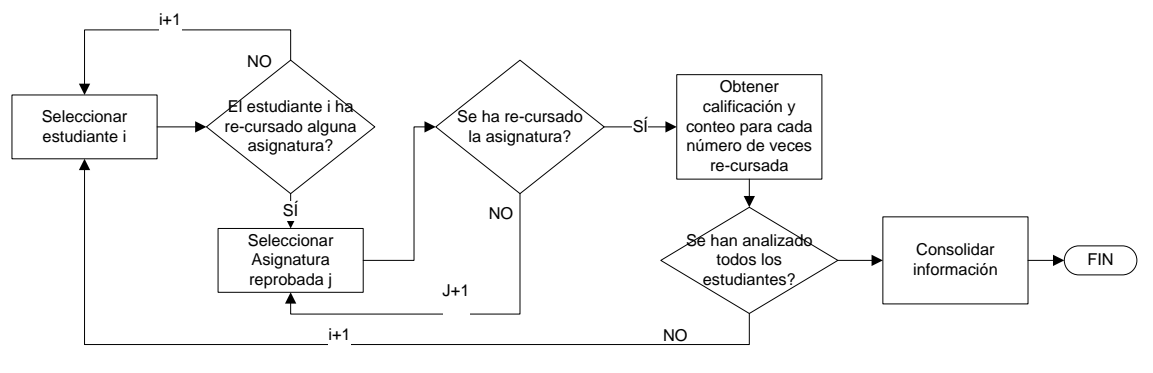 i+1
NO
Seleccionar
estudiante i
El estudiante i ha
re-cursado alguna
asignatura?
SÍ
Seleccionar
Asignatura
reprobada j
Se ha re-cursado
la asignatura?
SÍ
NO
J+1
Obtener
calificación y
conteo para cada
número de veces
re-cursada
Se han analizado
todos los
estudiantes?
NO
i+1
Consolidar
información
FIN